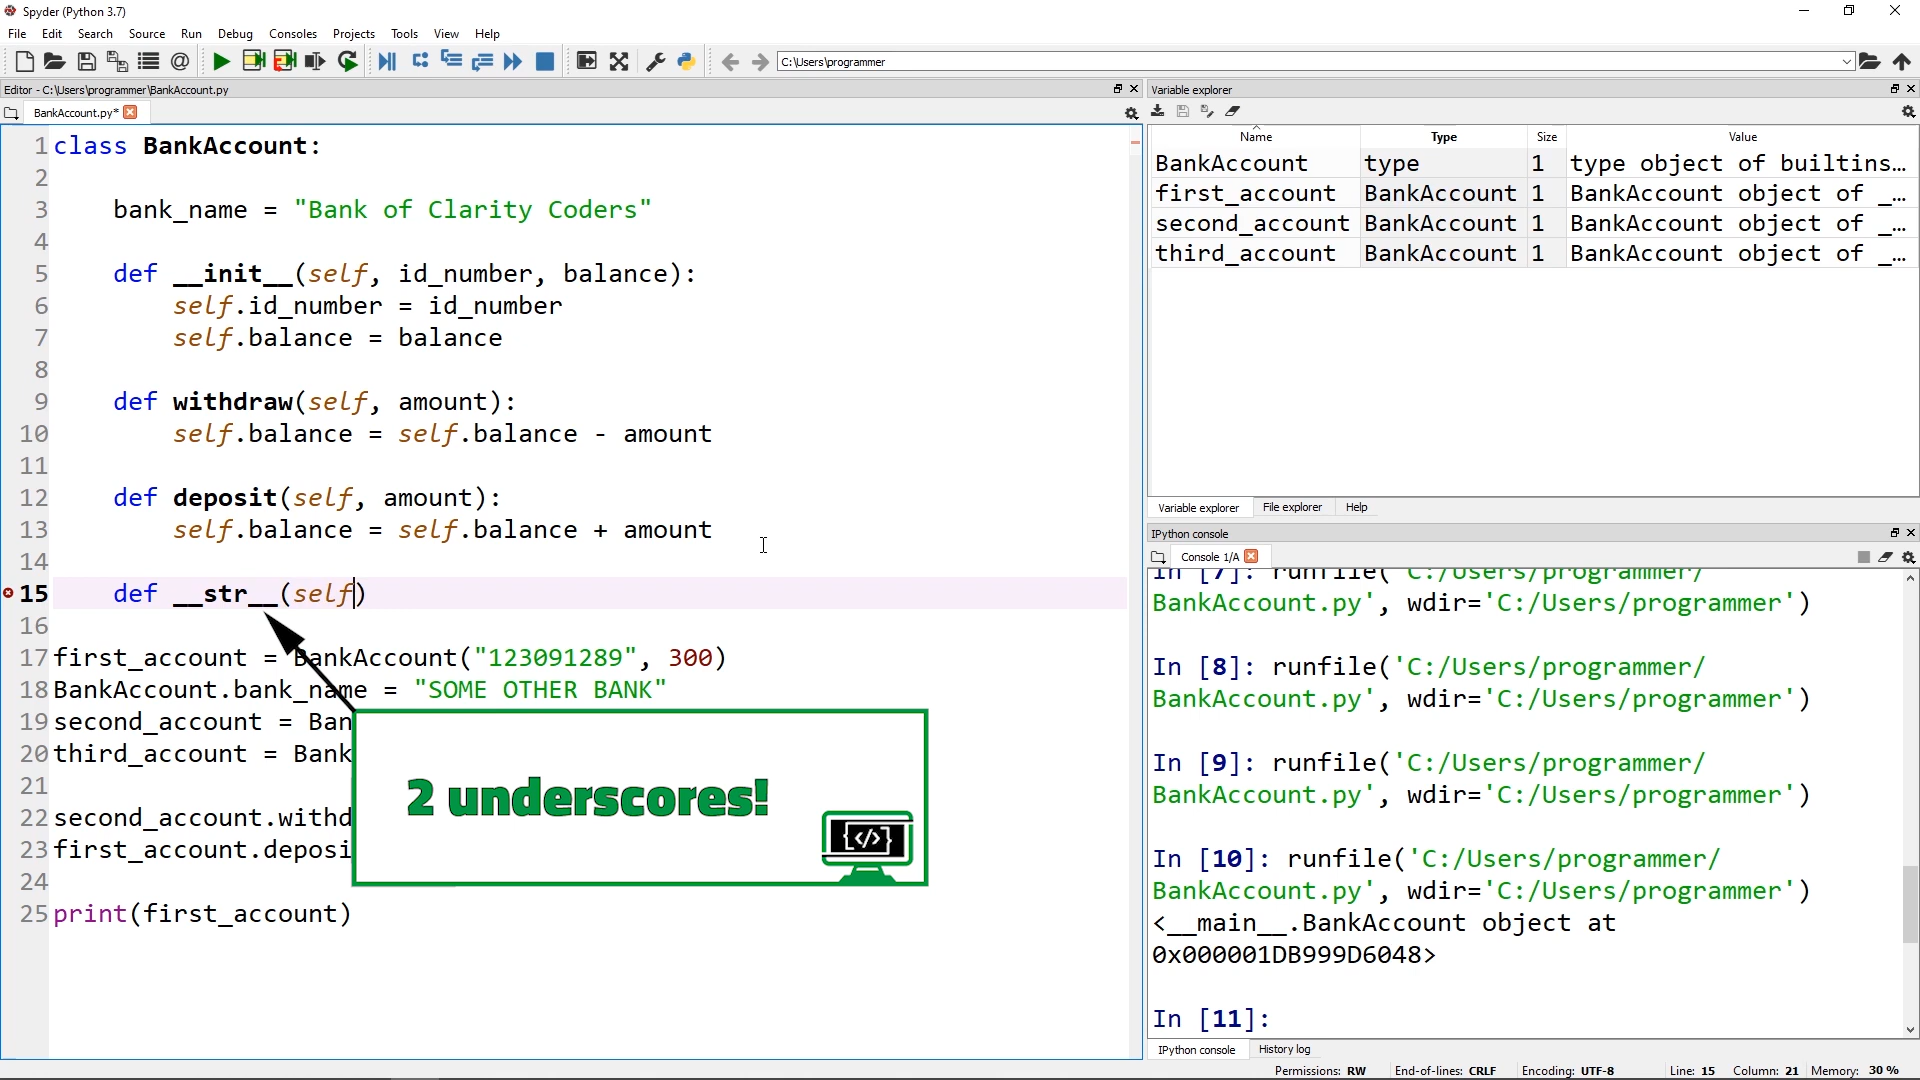 Spyder (Python 3.7)
File Edit Search Source Run Debug Consoles Projects Tools View Help
C:\Users\programmer
Editor - C:\Users\programmer\BankAccount.py
BankAccount.py*
1 class BankAccount:
2
3 bank_name = "Bank of Clarity Coders"
4
5 def __init__(self, id_number, balance):
6 self.id_number = id_number
7 self.balance = balance
8
9 def withdraw(self, amount):
10 self.balance = self.balance - amount
11
12 def deposit(self, amount):
13 self.balance = self.balance + amount
14
15 def __str__(self)
16
17 first_account = BankAccount("123091289", 300)
18 BankAccount.bank_name = "SOME OTHER BANK"
19 second_account = Ban
20 third_account = Bank
21
22 second_account.withd
23 first_account.deposi
24
25 print(first_account)
2 underscores!
{</>}
Variable explorer
Name Type Size Value
BankAccount type 1 type object of builtins…
first_account BankAccount 1 BankAccount object of _…
second_account BankAccount 1 BankAccount object of _…
third_account BankAccount 1 BankAccount object of _…
Variable explorer File explorer Help
IPython console
Console 1/A
In [7]: runfile('C:/Users/programmer/
BankAccount.py', wdir='C:/Users/programmer')
In [8]: runfile('C:/Users/programmer/
BankAccount.py', wdir='C:/Users/programmer')
In [9]: runfile('C:/Users/programmer/
BankAccount.py', wdir='C:/Users/programmer')
In [10]: runfile('C:/Users/programmer/
BankAccount.py', wdir='C:/Users/programmer')
<__main__.BankAccount object at
0x000001DB999D6048>
In [11]:
IPython console History log
Permissions: RW End-of-lines: CRLF Encoding: UTF-8 Line: 15 Column: 21 Memory: 30 %